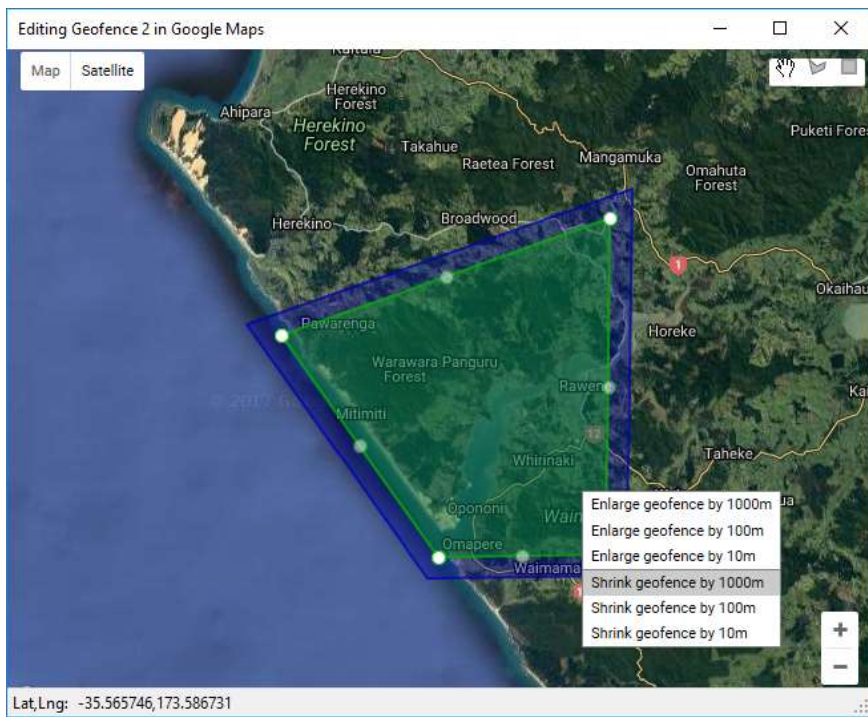 Editing Geofence 2 in Google Maps
Map
Satellite
Herekino
Forest
Ahipara
Herekino
Forest
Takahue
Raetea Forest
Mangamuka
Puketi Forest
Omahuta
Forest
Herekino
Broadwood
1
Okaihau
Pawarenga
Horeke
Warawara Panguru
Forest
Rawene
Mitimiti
12
Taheke
Whirinaki
Opononi
Omapere
Enlarge geofence by 1000m
Enlarge geofence by 100m
Enlarge geofence by 10m
Shrink geofence by 1000m
Shrink geofence by 100m
Shrink geofence by 10m
+
−
Lat,Lng: -35.565746,173.586731